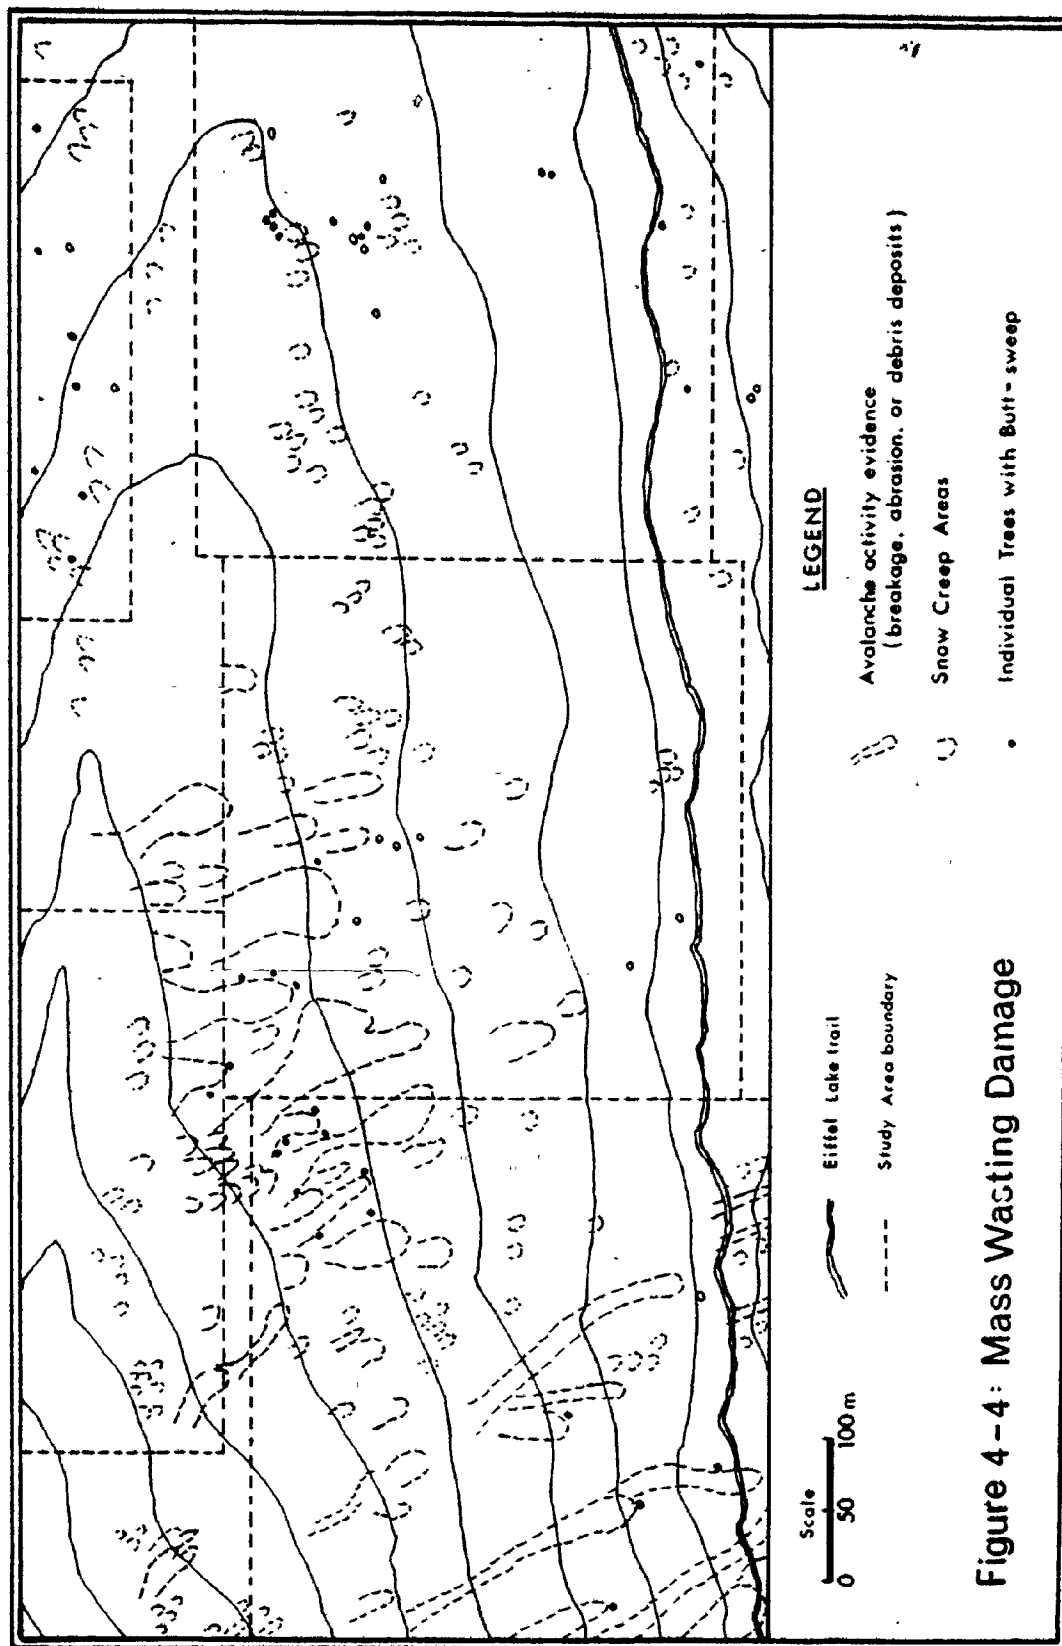 LEGEND
Avalanche activity evidence
(breakage, abrasion, or debris deposits)
Snow Creep Areas
Individual Trees with Butt-sweep
Eiffel Lake trail
Study Area boundary
Scale
0 50 100 m
Figure 4-4: Mass Wasting Damage